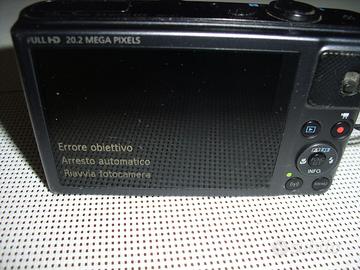 FULL HD 20.2 MEGA PIXELS
Errore obiettivo
Arresto automatico
Riavvia fotocamera
INFO.